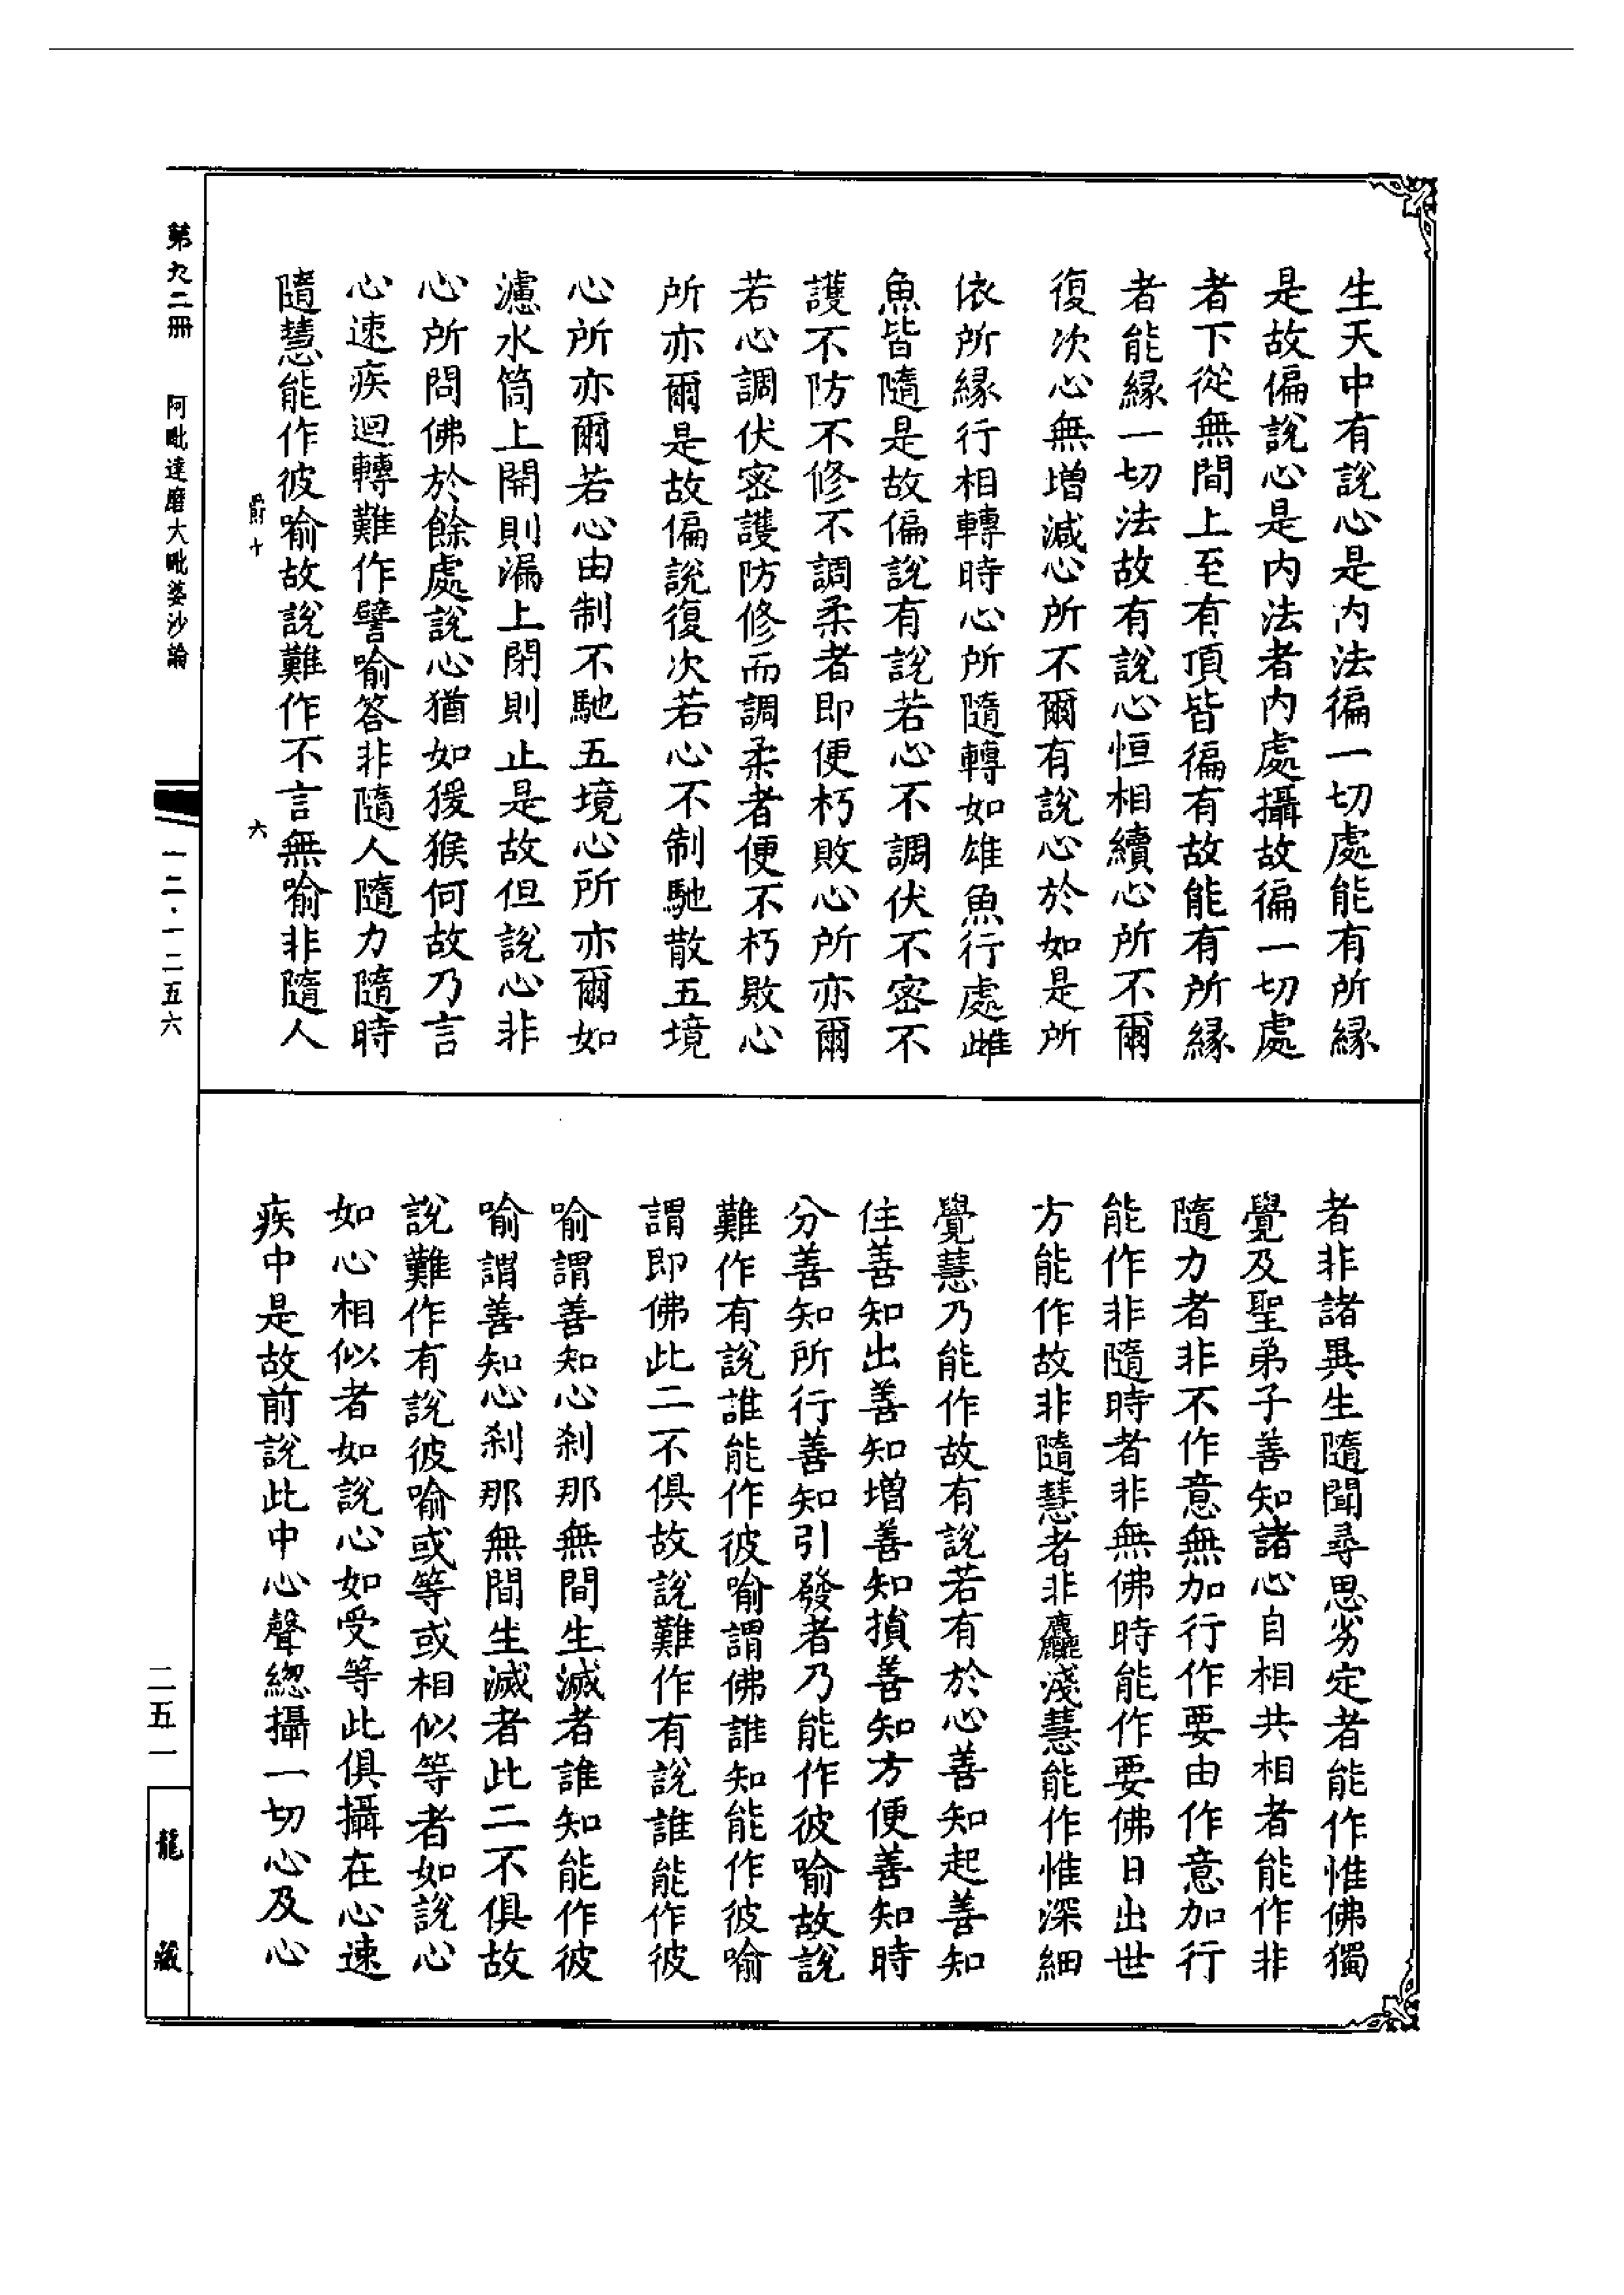 生天中有說心是內法徧一切處能有所緣
是故偏說心是內法者內處攝故徧一切處
者下從無間上至有頂皆徧有故能有所緣
者能緣一切法故有說心恒相續心所不爾
復次心無增減心所不爾有說心於如是所
依所緣行相轉時心所隨轉如雄魚行處雌
魚皆隨是故偏說有說若心不調伏不密不
護不防不修不調柔者即便朽敗心所亦爾
若心調伏密護防修而調柔者便不朽敗心
所亦爾是故偏說復次若心不制馳散五境
心所亦爾若心由制不馳五境心所亦爾如
濾水筒上開則漏上閉則止是故但說心非
心所問佛於餘處說心猶如猨猴何故乃言
心速疾迴轉難作譬喻答非隨人隨力隨時
隨慧能作彼喻故說難作不言無喻非隨人
爵十
六
者非諸異生隨聞尋思劣定者能作惟佛獨
覺及聖弟子善知諸心自相共相者能作非
隨力者非不作意無加行作要由作意加行
能作非隨時者非無佛時能作要佛日出世
方能作故非隨慧者非麤淺慧能作惟深細
覺慧乃能作故有說若有於心善知起善知
住善知出善知增善知損善知方便善知時
分善知所行善知引發者乃能作彼喻故說
難作有說誰能作彼喻謂佛誰知能作彼喻
謂即佛此二不俱故說難作有說誰能作彼
喻謂善知心剎那無間生滅者誰知能作彼
喻謂善知心剎那無間生滅者此二不俱故
說難作有說彼喻或等或相似等者如說心
如心相似者如說心如受等此俱攝在心速
疾中是故前說此中心聲總攝一切心及心
第九二冊 阿毗達磨大毗婆沙論
一二·一二五六
二五一
龍藏